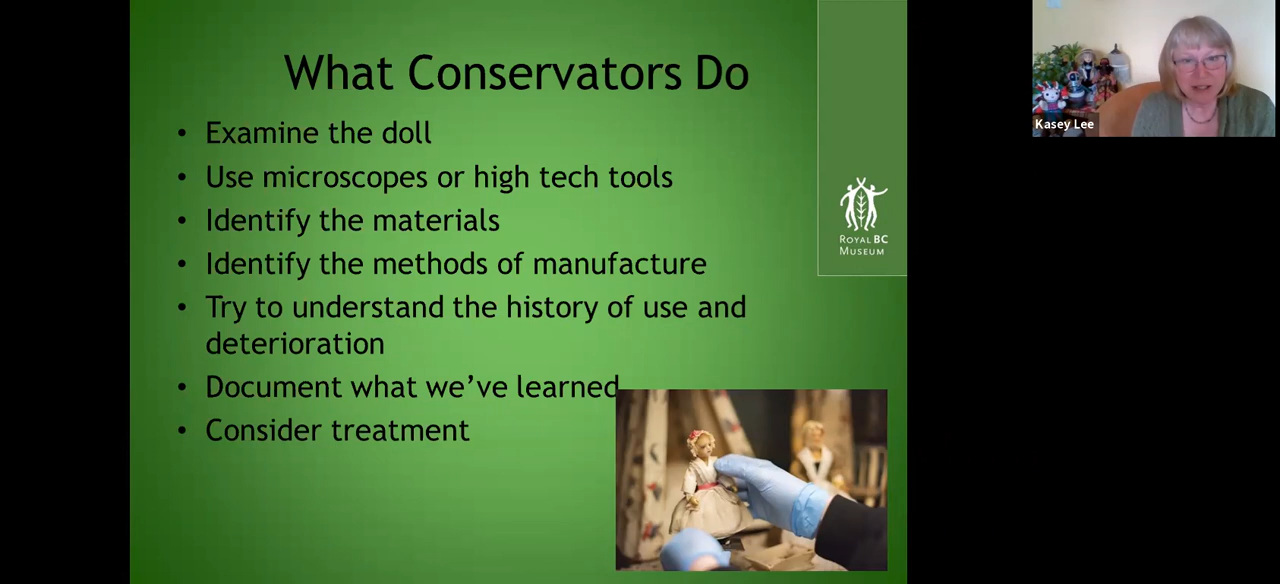 What Conservators Do
• Examine the doll
• Use microscopes or high tech tools
• Identify the materials
• Identify the methods of manufacture
• Try to understand the history of use and
deterioration
• Document what we’ve learned
• Consider treatment
ROYAL BC
MUSEUM
Kasey Lee